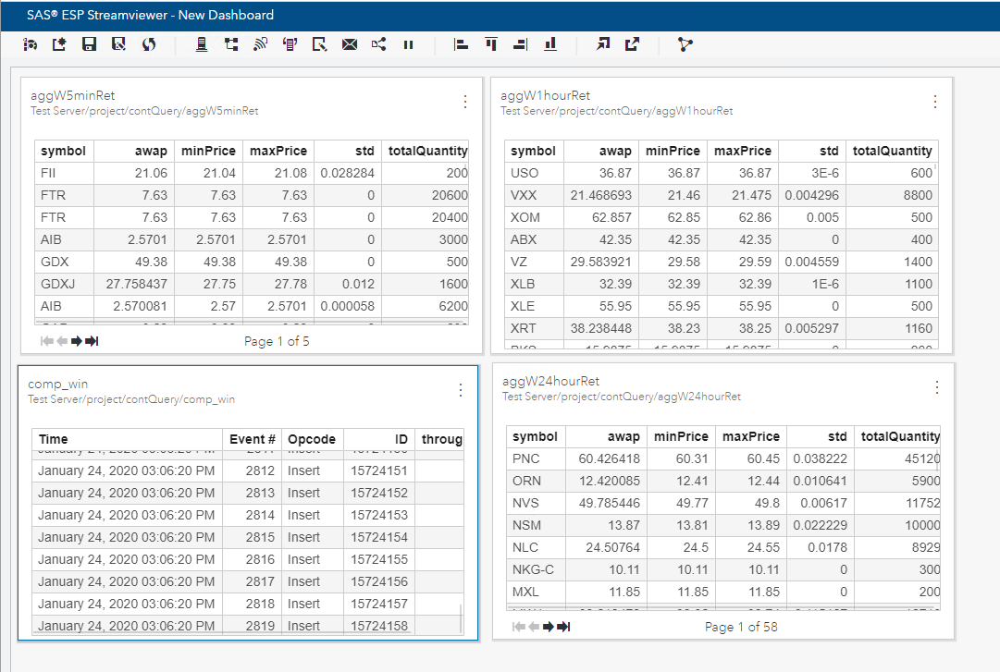 SAS® ESP Streamviewer - New Dashboard
aggW5minRet
Test Server/project/contQuery/aggW5minRet
symbol awap minPrice maxPrice std totalQuantity
FII 21.06 21.04 21.08 0.028284 200
FTR 7.63 7.63 7.63 0 20600
FTR 7.63 7.63 7.63 0 20400
AIB 2.5701 2.5701 2.5701 0 3000
GDX 49.38 49.38 49.38 0 500
GDXJ 27.758437 27.75 27.78 0.012 1600
AIB 2.570081 2.57 2.5701 0.000058 6200
Page 1 of 5
aggW1hourRet
Test Server/project/contQuery/aggW1hourRet
symbol awap minPrice maxPrice std totalQuantity
USO 36.87 36.87 36.87 3E-6 600
VXX 21.468693 21.46 21.475 0.004296 8800
XOM 62.857 62.85 62.86 0.005 500
ABX 42.35 42.35 42.35 0 400
VZ 29.583921 29.58 29.59 0.004559 1400
XLB 32.39 32.39 32.39 1E-6 1100
XLE 55.95 55.95 55.95 0 500
XRT 38.238448 38.23 38.25 0.005297 1160
comp_win
Test Server/project/contQuery/comp_win
Time Event # Opcode ID throug
January 24, 2020 03:06:20 PM 2812 Insert 15724151
January 24, 2020 03:06:20 PM 2813 Insert 15724152
January 24, 2020 03:06:20 PM 2814 Insert 15724153
January 24, 2020 03:06:20 PM 2815 Insert 15724154
January 24, 2020 03:06:20 PM 2816 Insert 15724155
January 24, 2020 03:06:20 PM 2817 Insert 15724156
January 24, 2020 03:06:20 PM 2818 Insert 15724157
January 24, 2020 03:06:20 PM 2819 Insert 15724158
aggW24hourRet
Test Server/project/contQuery/aggW24hourRet
symbol awap minPrice maxPrice std totalQuantity
PNC 60.426418 60.31 60.45 0.038222 45120
ORN 12.420085 12.41 12.44 0.010641 5900
NVS 49.785446 49.77 49.8 0.00617 11752
NSM 13.87 13.81 13.89 0.022229 10000
NLC 24.50764 24.5 24.55 0.0178 8929
NKG-C 10.11 10.11 10.11 0 300
MXL 11.85 11.85 11.85 0 200
Page 1 of 58